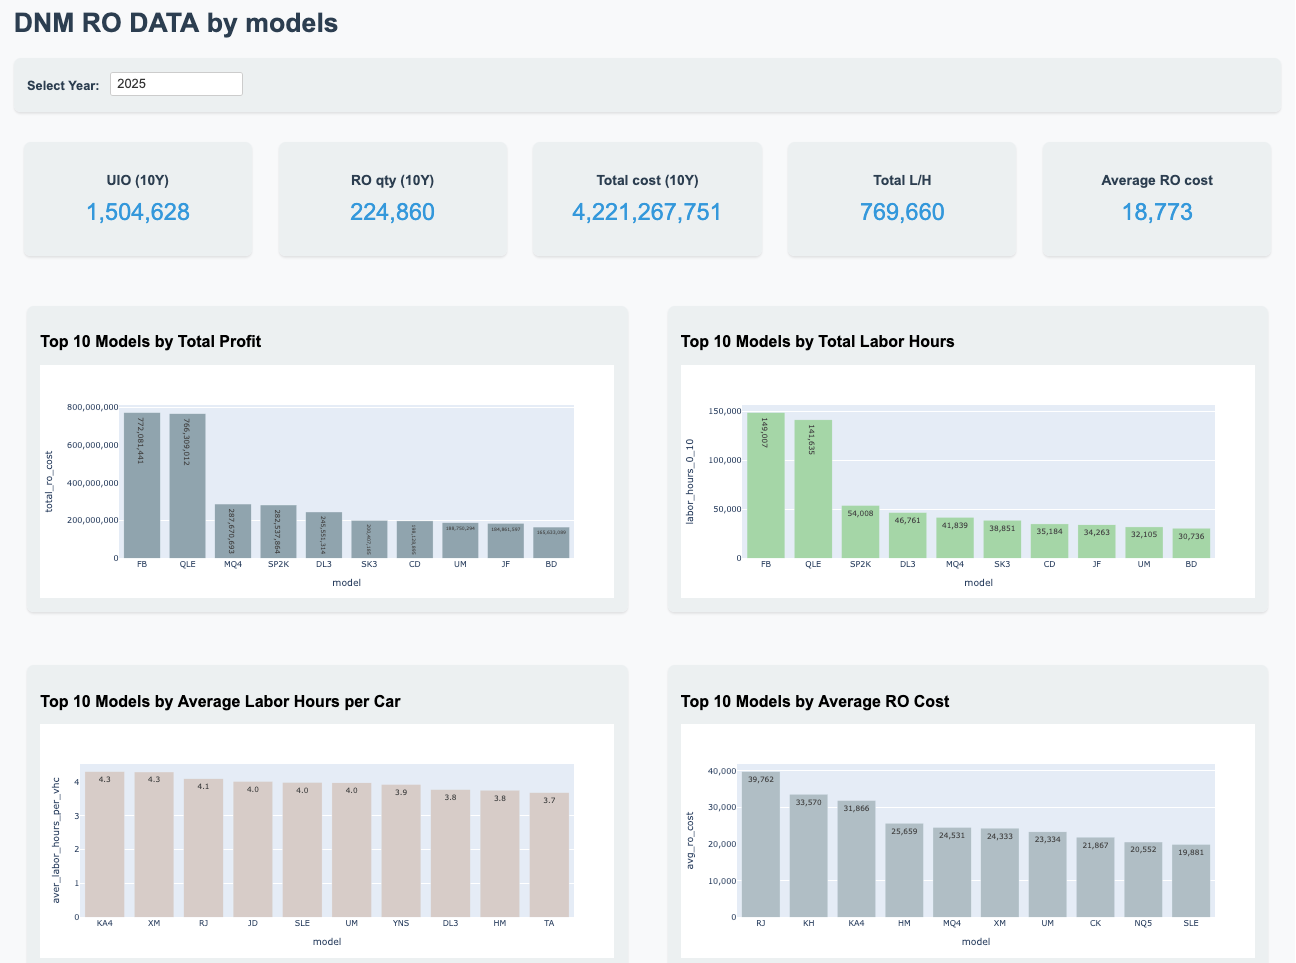 DNM RO DATA by models
Select Year: 2025
UIO (10Y)
1,504,628
RO qty (10Y)
224,860
Total cost (10Y)
4,221,267,751
Total L/H
769,660
Average RO cost
18,773
Top 10 Models by Total Profit
800,000,000
600,000,000
400,000,000
200,000,000
0
total_ro_cost
772,081,441
766,309,012
287,670,693
282,537,864
245,551,314
FB QLE MQ4 SP2K DL3 SK3 CD UM JF BD
model
Top 10 Models by Total Labor Hours
150,000
100,000
50,000
0
labor_hours_0_10
149,007
141,635
54,008
46,761
41,839
38,851
35,184
34,263
32,105
30,736
FB QLE SP2K DL3 MQ4 SK3 CD JF UM BD
model
Top 10 Models by Average Labor Hours per Car
4
3
2
1
0
aver_labor_hours_per_vhc
4.3 4.3 4.1 4.0 4.0 4.0 3.9 3.8 3.8 3.7
KA4 XM RJ JD SLE UM YNS DL3 HM TA
model
Top 10 Models by Average RO Cost
40,000
30,000
20,000
10,000
0
avg_ro_cost
39,762
33,570
31,866
25,659
24,531
24,333
23,334
21,867
20,552
19,881
RJ KH KA4 HM MQ4 XM UM CK NQ5 SLE
model